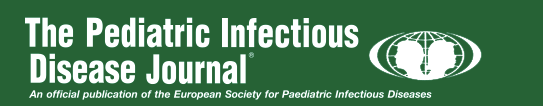 The Pediatric Infectious
Disease Journal®
An official publication of the European Society for Paediatric Infectious Diseases